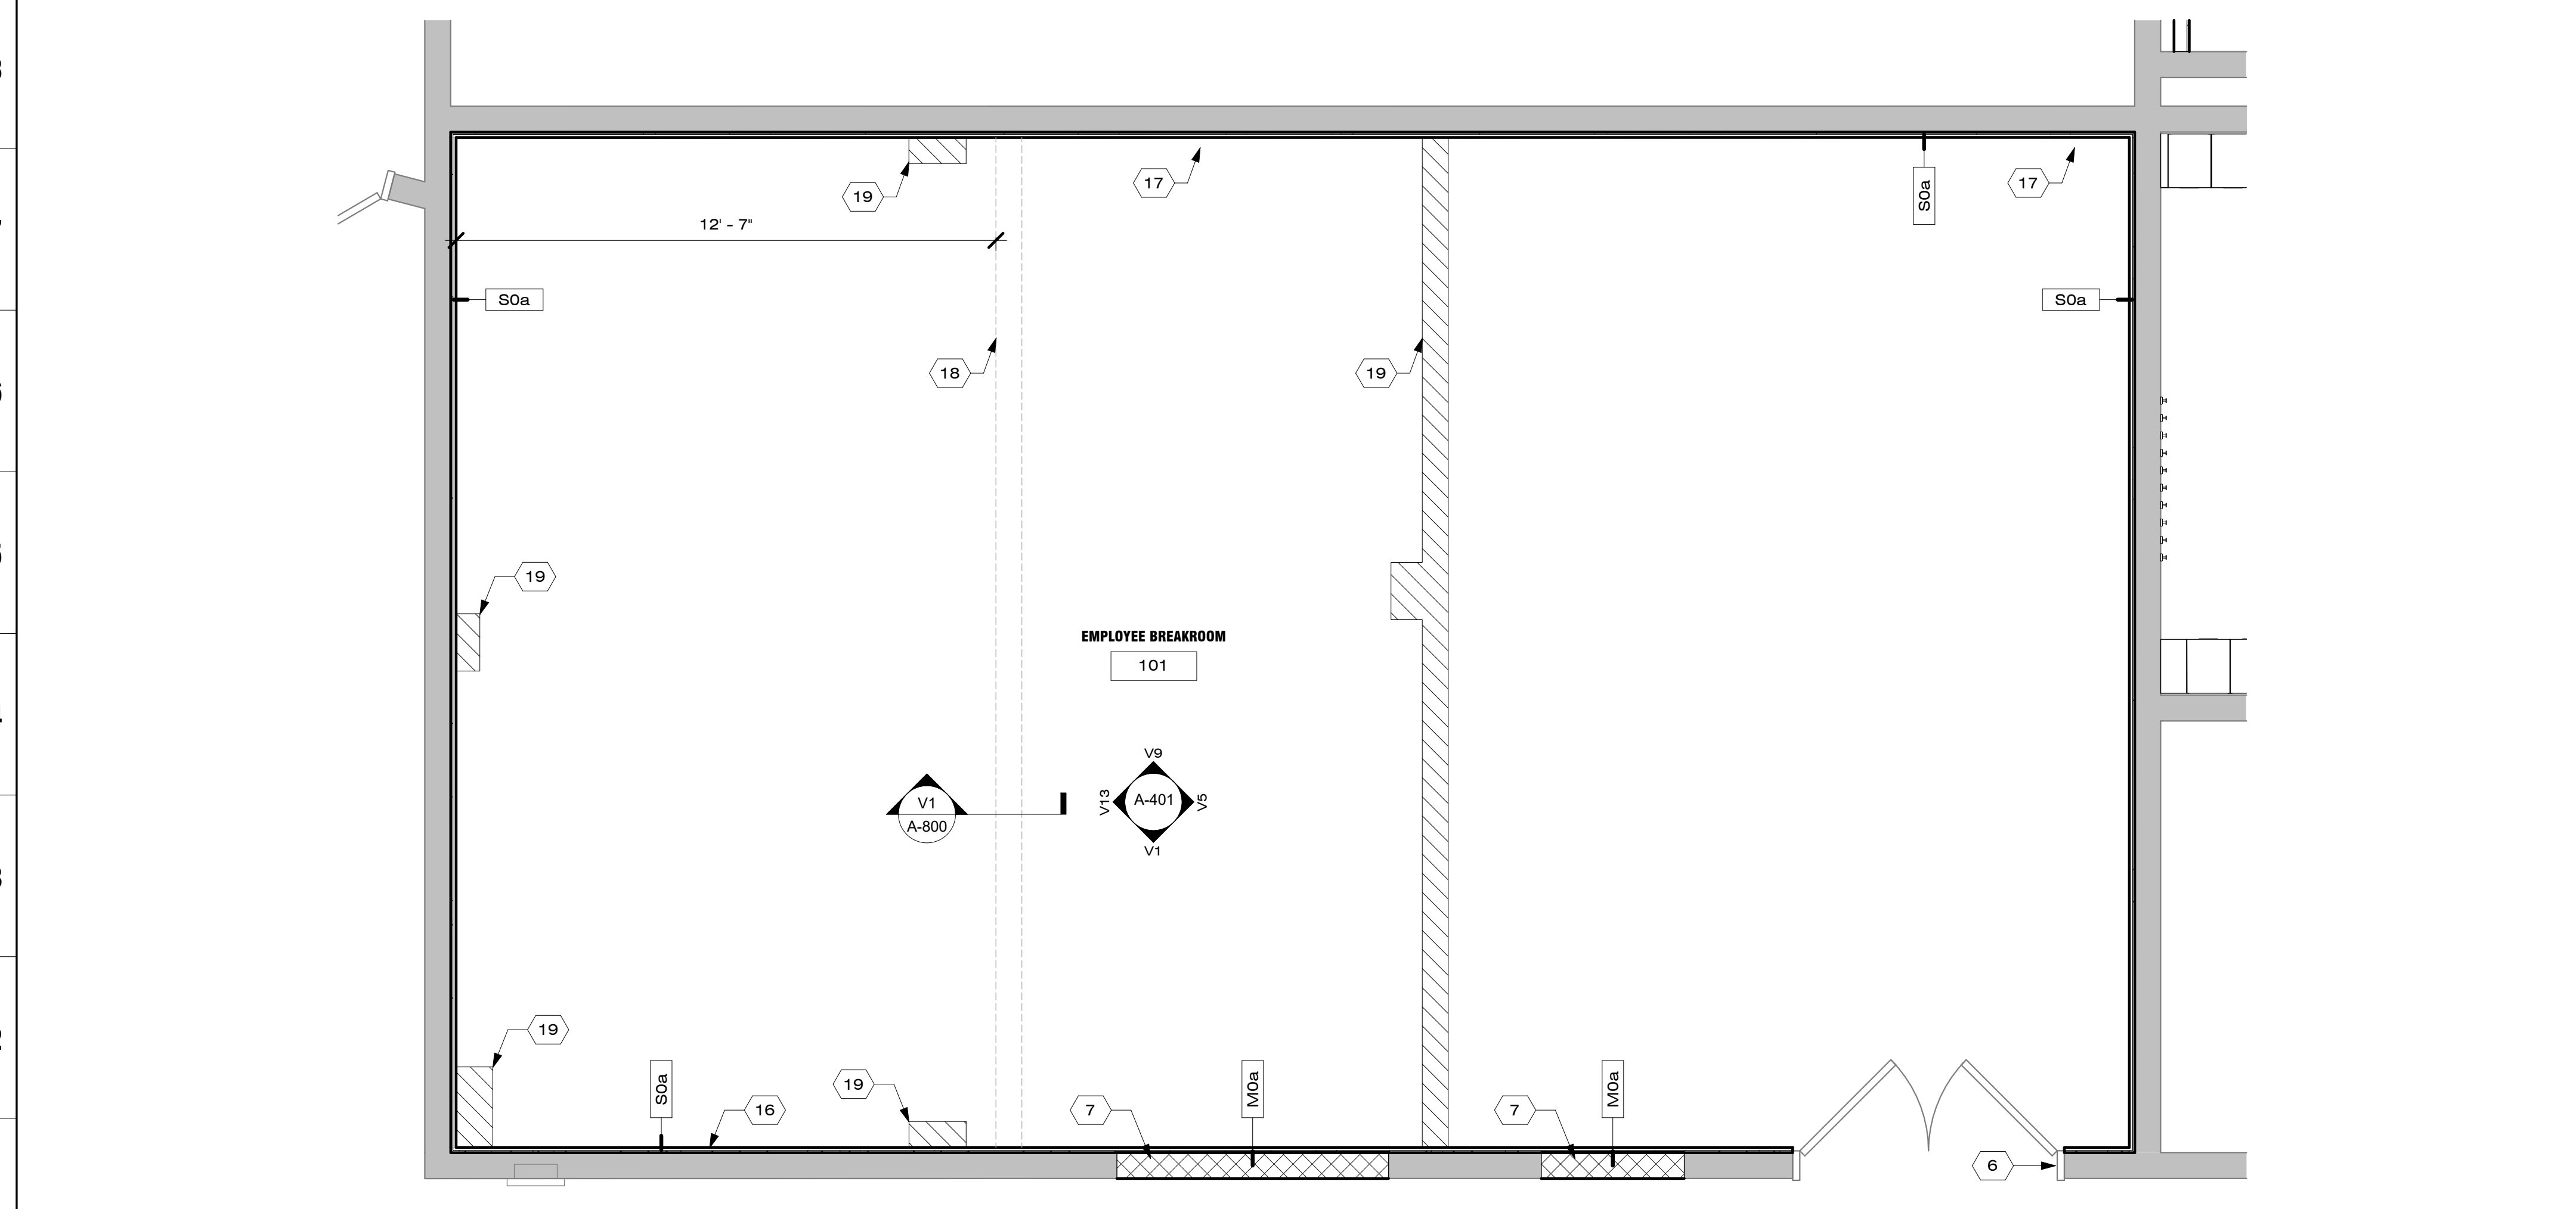 17
19
17
S0a
12' - 7"
S0a
S0a
18
19
19
EMPLOYEE BREAKROOM
101
V9
V13
A-401
V5
V1
V1
A-800
19
S0a
16
19
7
M0a
7
M0a
6